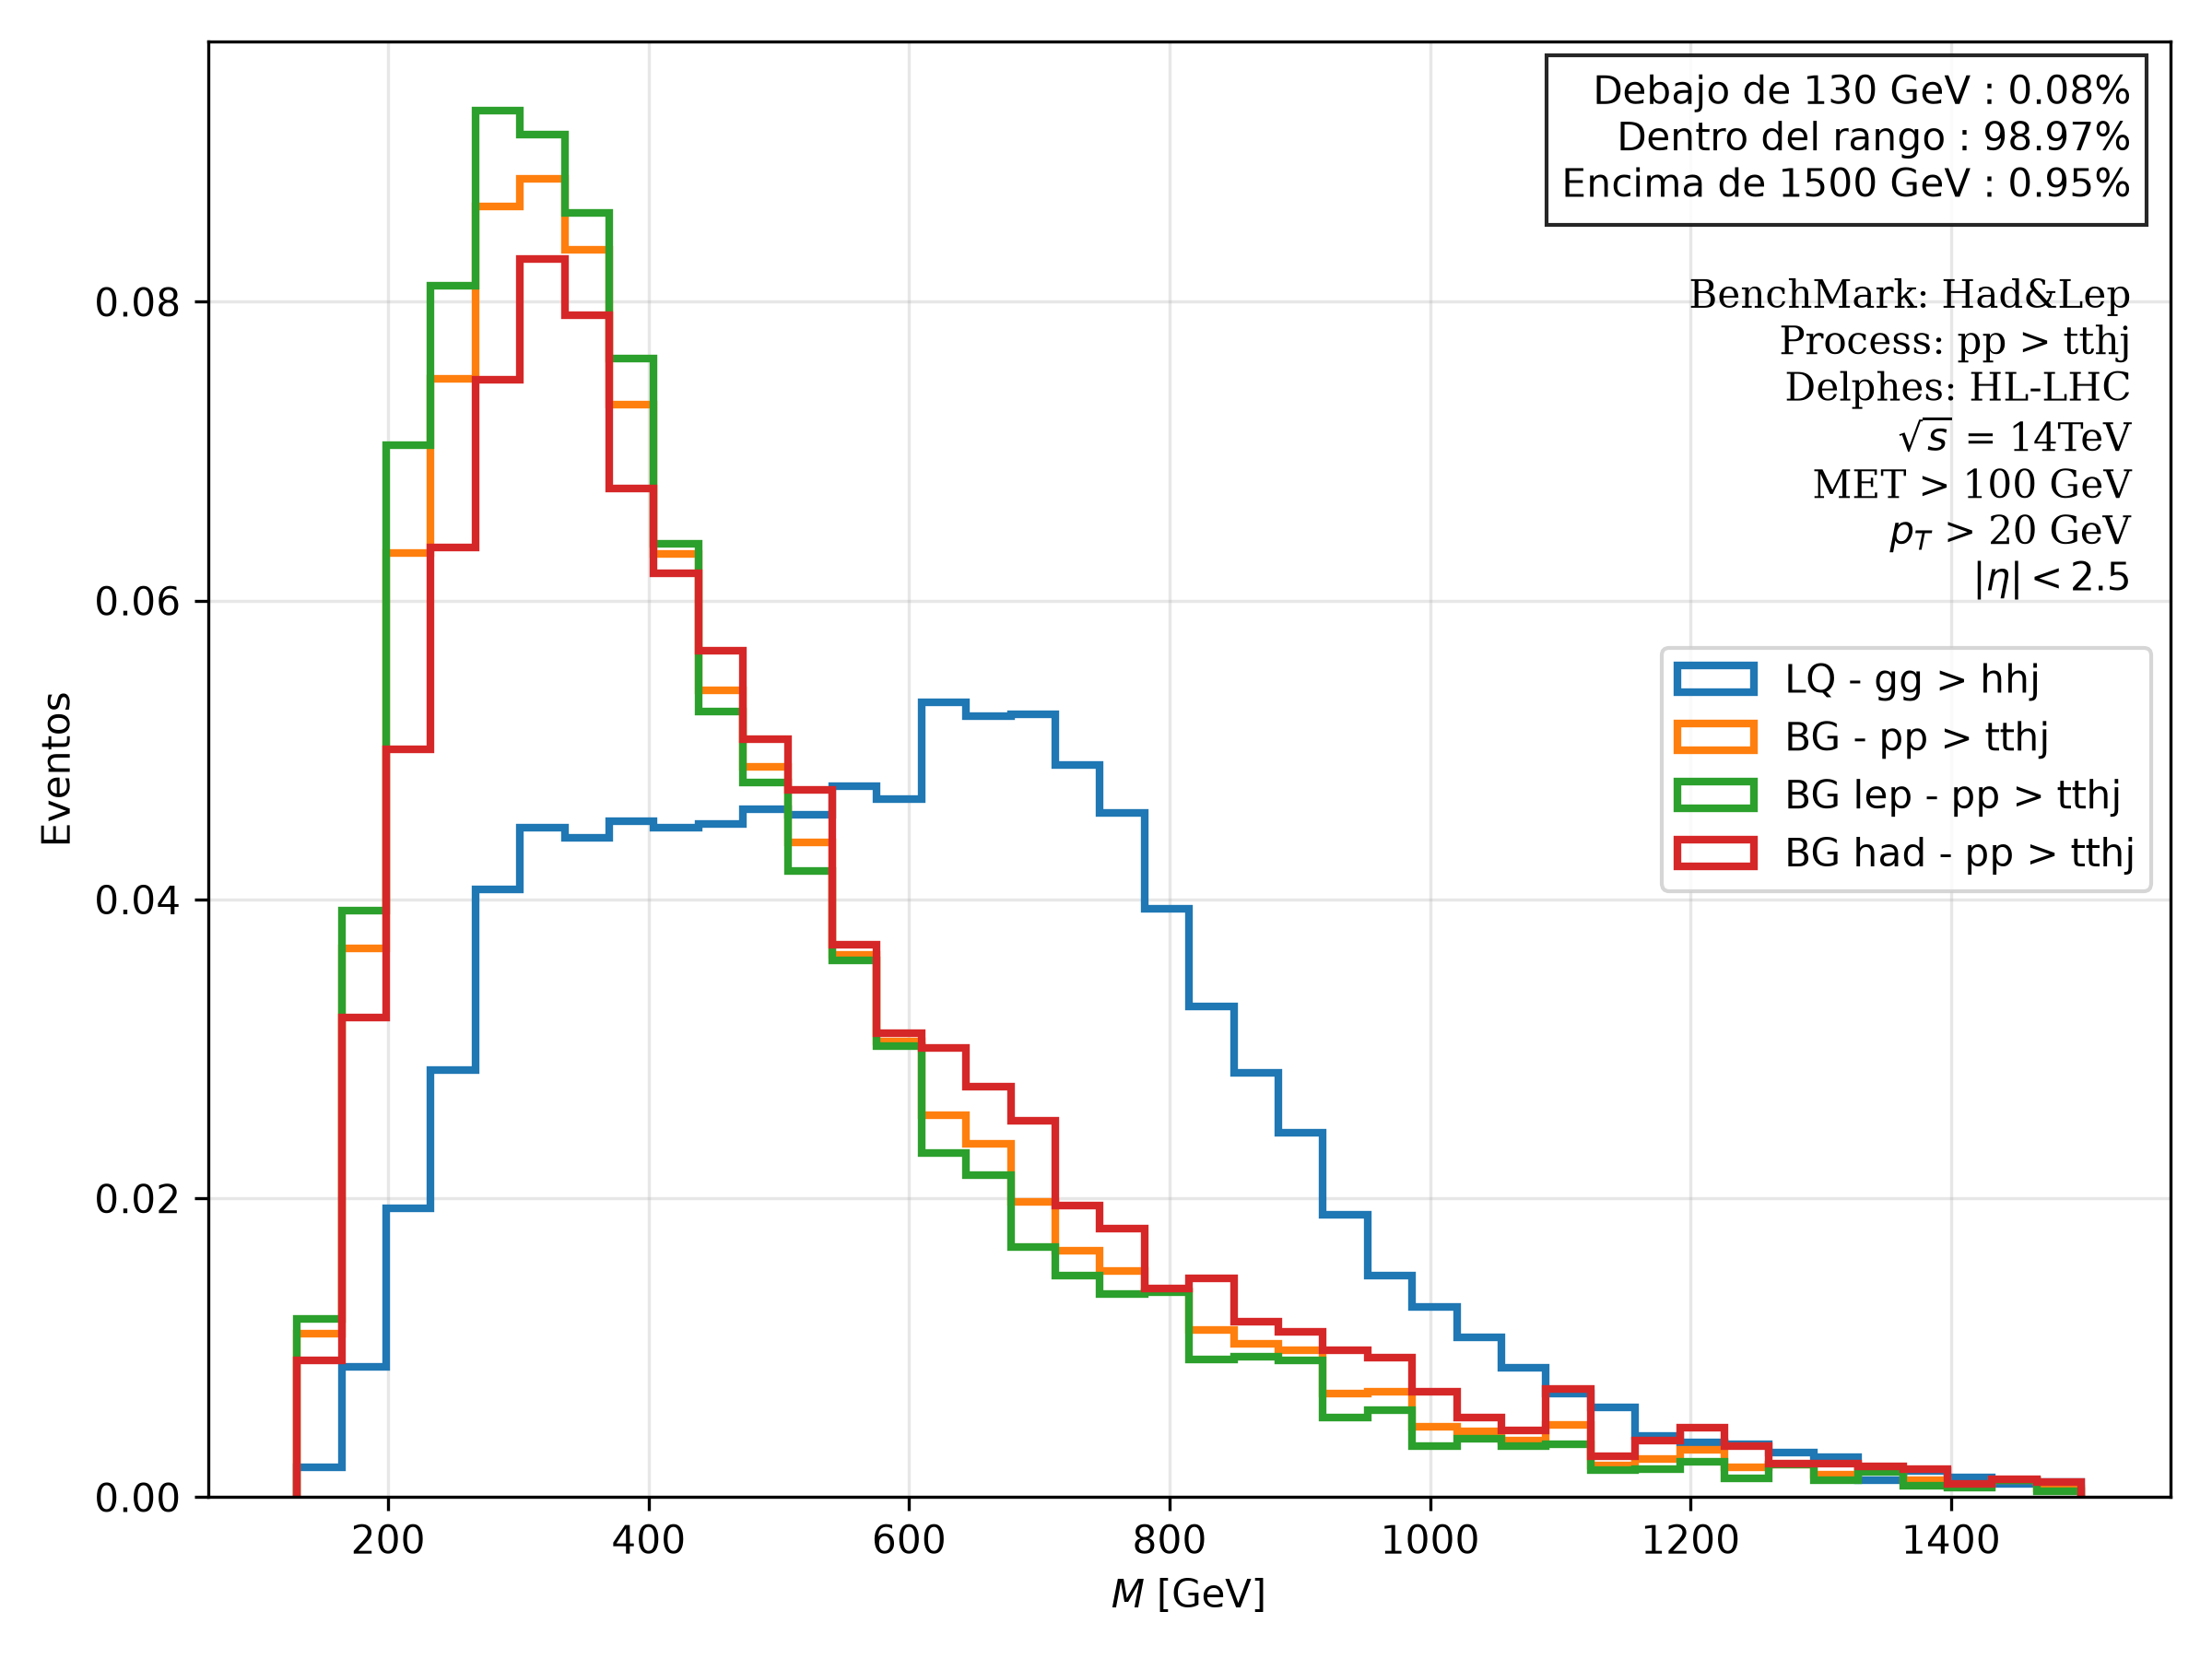 Debajo de 130 GeV : 0.08%
Dentro del rango : 98.97%
Encima de 1500 GeV : 0.95%
BenchMark: Had&Lep
Process: pp > tthj
Delphes: HL-LHC
√s = 14TeV
MET > 100 GeV
p_T > 20 GeV
|η| < 2.5
LQ - gg > hhj
BG - pp > tthj
BG lep - pp > tthj
BG had - pp > tthj
Eventos
0.08
0.06
0.04
0.02
0.00
200 400 600 800 1000 1200 1400
M [GeV]